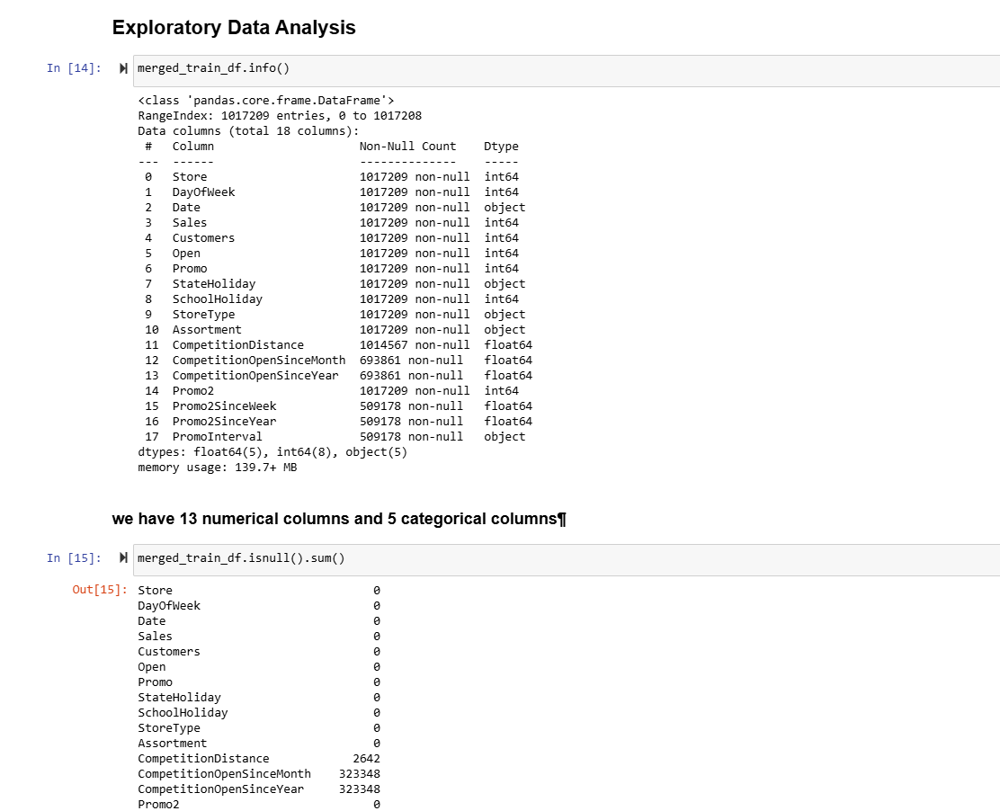 Exploratory Data Analysis
In [14]: merged_train_df.info()
<class 'pandas.core.frame.DataFrame'>
RangeIndex: 1017209 entries, 0 to 1017208
Data columns (total 18 columns):
 #   Column                     Non-Null Count    Dtype
---  ------                     --------------    -----
 0   Store                      1017209 non-null  int64
 1   DayOfWeek                  1017209 non-null  int64
 2   Date                       1017209 non-null  object
 3   Sales                      1017209 non-null  int64
 4   Customers                  1017209 non-null  int64
 5   Open                       1017209 non-null  int64
 6   Promo                      1017209 non-null  int64
 7   StateHoliday               1017209 non-null  object
 8   SchoolHoliday              1017209 non-null  int64
 9   StoreType                  1017209 non-null  object
 10  Assortment                 1017209 non-null  object
 11  CompetitionDistance        1014567 non-null  float64
 12  CompetitionOpenSinceMonth  693861 non-null   float64
 13  CompetitionOpenSinceYear   693861 non-null   float64
 14  Promo2                     1017209 non-null  int64
 15  Promo2SinceWeek            509178 non-null   float64
 16  Promo2SinceYear            509178 non-null   float64
 17  PromoInterval              509178 non-null   object
dtypes: float64(5), int64(8), object(5)
memory usage: 139.7+ MB
we have 13 numerical columns and 5 categorical columns¶
In [15]: merged_train_df.isnull().sum()
Out[15]: Store                             0
DayOfWeek                         0
Date                              0
Sales                             0
Customers                         0
Open                              0
Promo                             0
StateHoliday                      0
SchoolHoliday                     0
StoreType                         0
Assortment                        0
CompetitionDistance            2642
CompetitionOpenSinceMonth    323348
CompetitionOpenSinceYear     323348
Promo2                            0